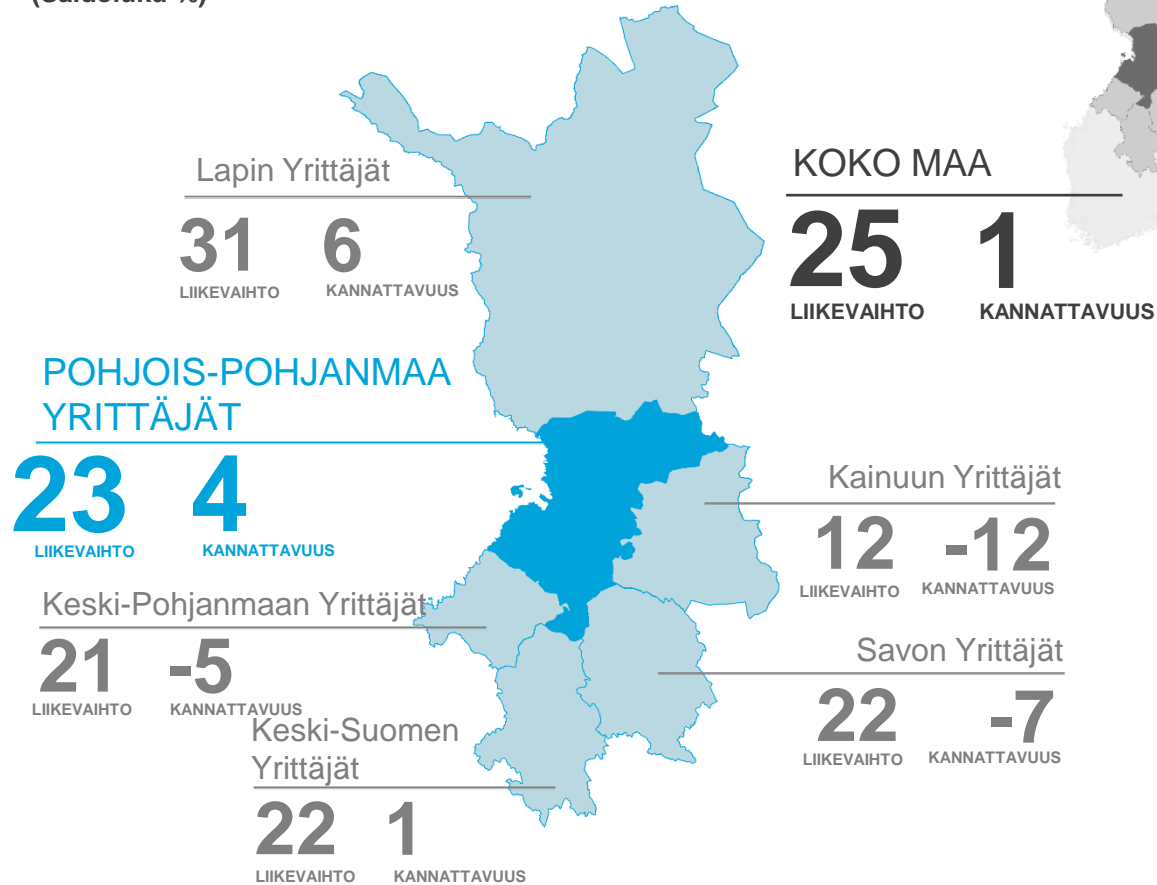 Lapin Yrittäjät
31 6
LIIKEVAIHTO KANNATTAVUUS
KOKO MAA
25 1
LIIKEVAIHTO KANNATTAVUUS
POHJOIS-POHJANMAA
YRITTÄJÄT
23 4
LIIKEVAIHTO KANNATTAVUUS
Kainuun Yrittäjät
12 -12
LIIKEVAIHTO KANNATTAVUUS
Keski-Pohjanmaan Yrittäjät
21 -5
LIIKEVAIHTO KANNATTAVUUS
Savon Yrittäjät
22 -7
LIIKEVAIHTO KANNATTAVUUS
Keski-Suomen
Yrittäjät
22 1
LIIKEVAIHTO KANNATTAVUUS